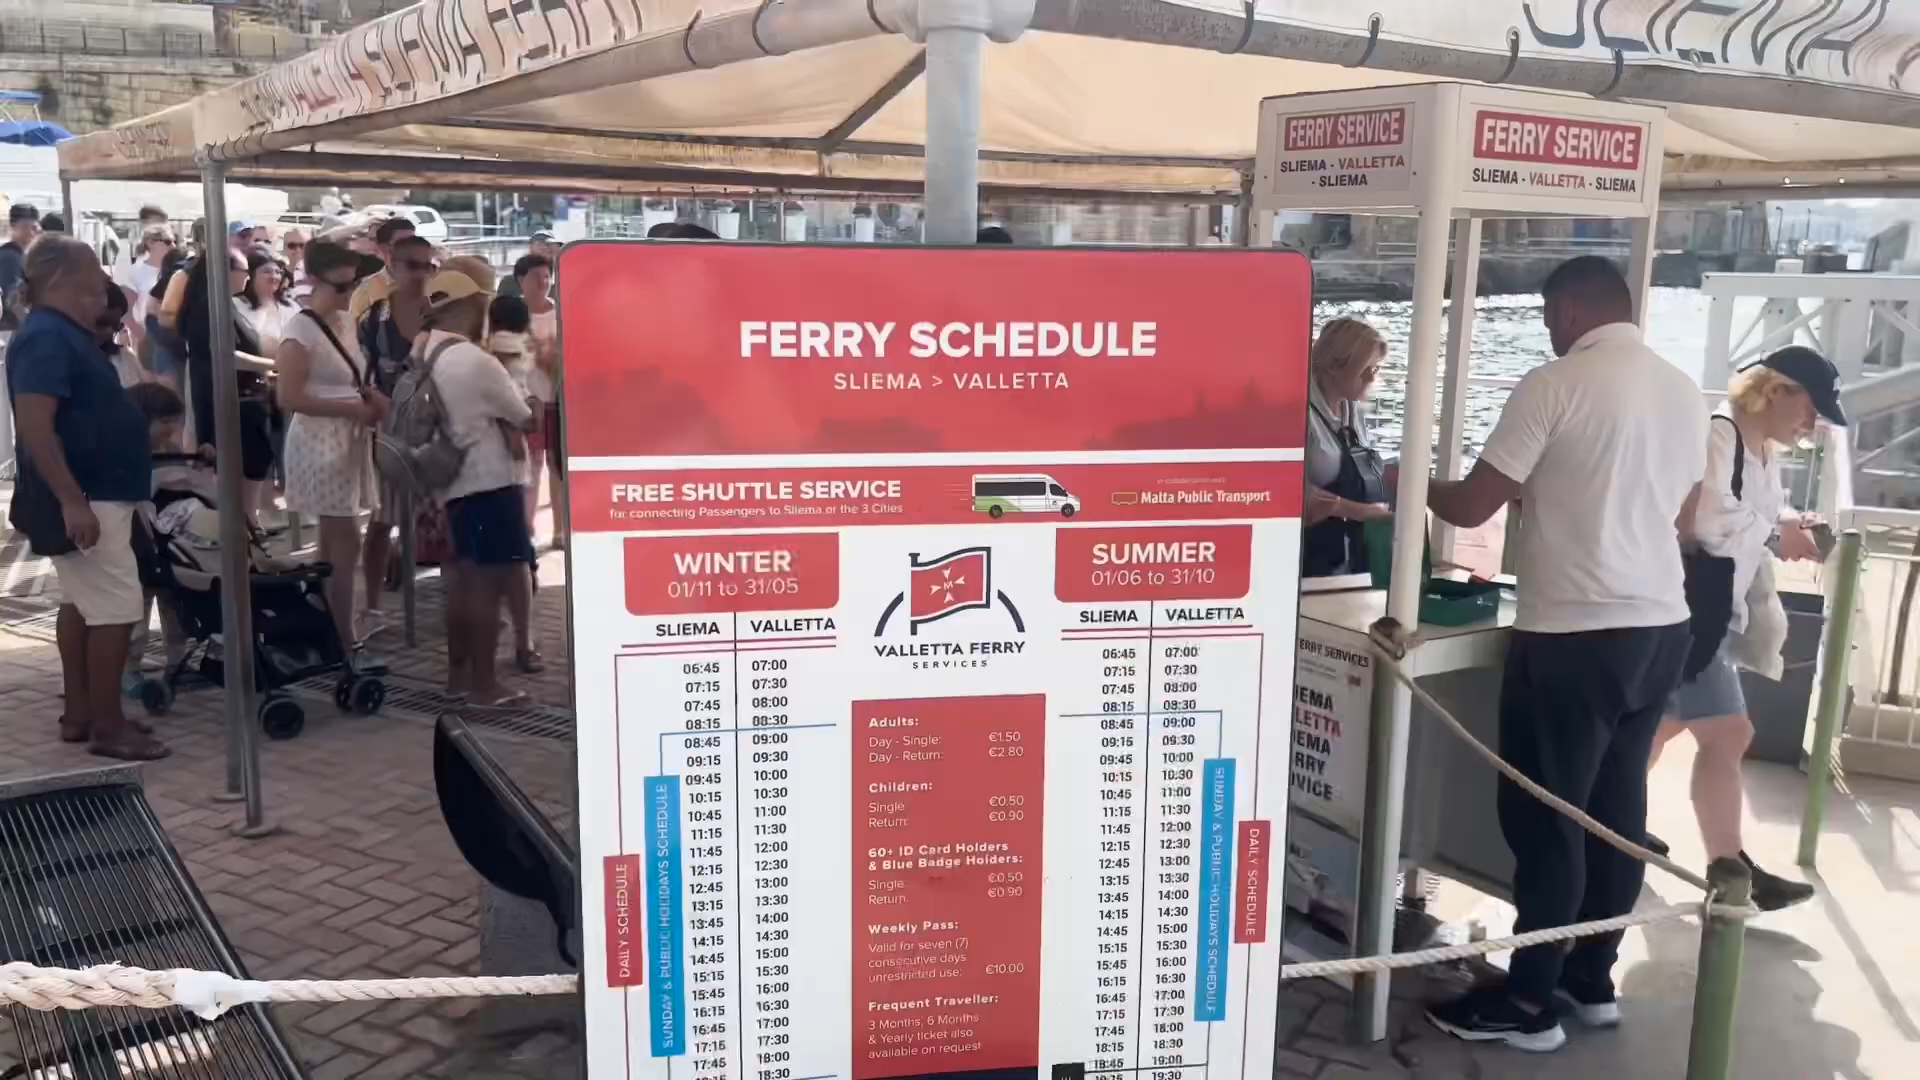 FERRY SERVICE
SLIEMA - VALLETTA
- SLIEMA
FERRY SERVICE
SLIEMA - VALLETTA - SLIEMA
FERRY SCHEDULE
SLIEMA > VALLETTA
FREE SHUTTLE SERVICE
for connecting Passengers to Sliema or the 3 Cities
in collaboration with
Malta Public Transport
WINTER
01/11 to 31/05
SLIEMA VALLETTA
06:45 07:00
07:15 07:30
07:45 08:00
08:15 08:30
08:45 09:00
09:15 09:30
09:45 10:00
10:15 10:30
10:45 11:00
11:15 11:30
11:45 12:00
12:15 12:30
12:45 13:00
13:15 13:30
13:45 14:00
14:15 14:30
14:45 15:00
15:15 15:30
15:45 16:00
16:15 16:30
16:45 17:00
17:15 17:30
17:45 18:00
18:15 18:30
DAILY SCHEDULE
SUNDAY & PUBLIC HOLIDAYS SCHEDULE
VALLETTA FERRY
SERVICES
Adults:
Day - Single: €1.50
Day - Return: €2.80
Children:
Single €0.50
Return: €0.90
60+ ID Card Holders
& Blue Badge Holders:
Single €0.50
Return. €0.90
Weekly Pass:
Valid for seven (7)
consecutive days
unrestricted use: €10.00
Frequent Traveller:
3 Months, 6 Months
& Yearly ticket also
available on request
SUMMER
01/06 to 31/10
SLIEMA VALLETTA
06:45 07:00
07:15 07:30
07:45 08:00
08:15 08:30
08:45 09:00
09:15 09:30
09:45 10:00
10:15 10:30
10:45 11:00
11:15 11:30
11:45 12:00
12:15 12:30
12:45 13:00
13:15 13:30
13:45 14:00
14:15 14:30
14:45 15:00
15:15 15:30
15:45 16:00
16:15 16:30
16:45 17:00
17:15 17:30
17:45 18:00
18:15 18:30
18:45 19:00
19:15 19:30
SUNDAY & PUBLIC HOLIDAYS SCHEDULE
DAILY SCHEDULE
ERRY SERVICES
IEMA
LETTA
EMA
RRY
VICE